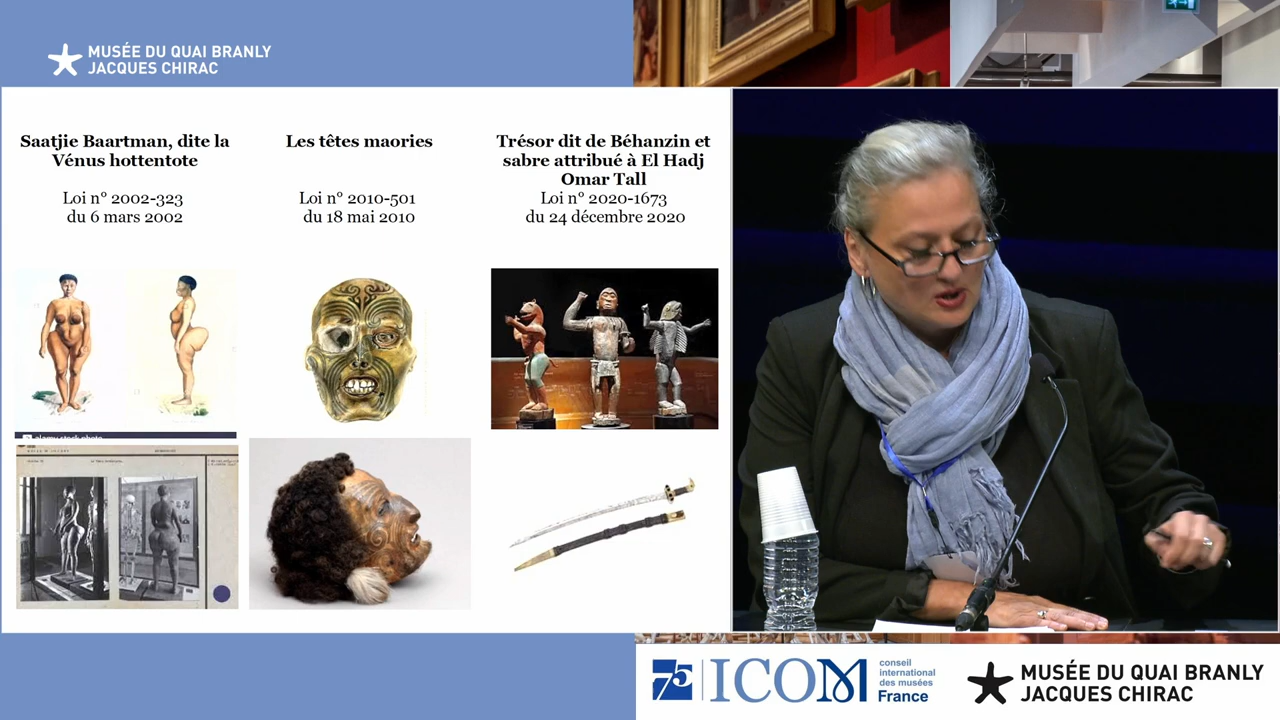 MUSÉE DU QUAI BRANLY
JACQUES CHIRAC
Saatjie Baartman, dite la
Vénus hottentote
Loi n° 2002-323
du 6 mars 2002
Les têtes maories
Loi n° 2010-501
du 18 mai 2010
Trésor dit de Béhanzin et
sabre attribué à El Hadj
Omar Tall
Loi n° 2020-1673
du 24 décembre 2020
75
ICOM
conseil
international
des musées
France
MUSÉE DU QUAI BRANLY
JACQUES CHIRAC